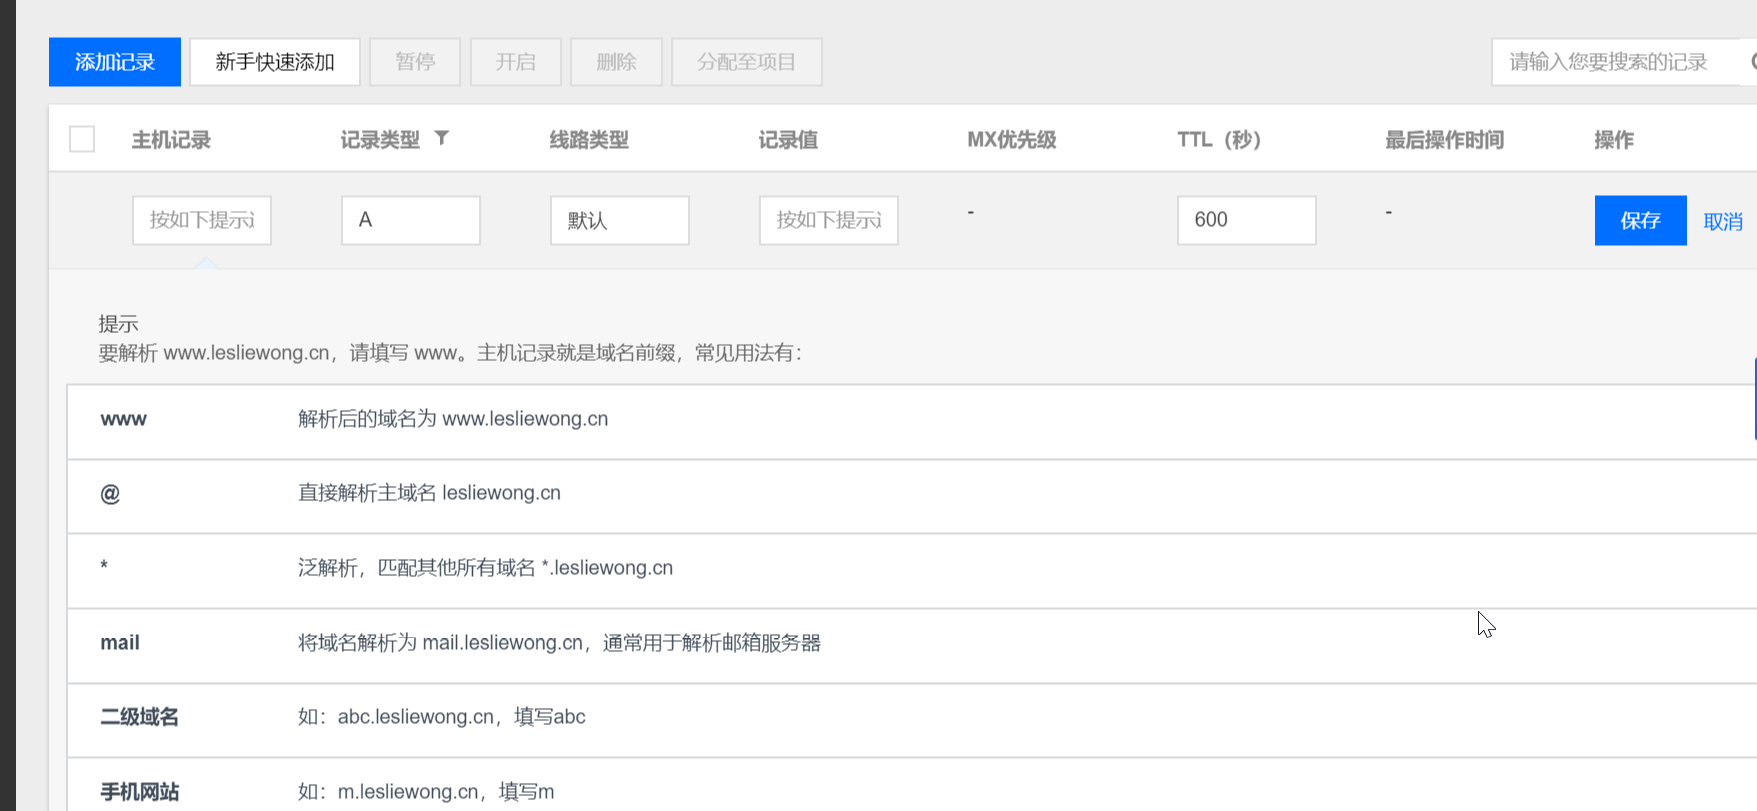 添加记录 新手快速添加 暂停 开启 删除 分配至项目 请输入您要搜索的记录
主机记录 记录类型 线路类型 记录值 MX优先级 TTL（秒） 最后操作时间 操作
按如下提示 A 默认 按如下提示 - 600 - 保存 取消
提示
要解析 www.lesliewong.cn，请填写 www。主机记录就是域名前缀，常见用法有：
www 解析后的域名为 www.lesliewong.cn
@ 直接解析主域名 lesliewong.cn
* 泛解析，匹配其他所有域名 *.lesliewong.cn
mail 将域名解析为 mail.lesliewong.cn，通常用于解析邮箱服务器
二级域名 如：abc.lesliewong.cn，填写abc
手机网站 如：m.lesliewong.cn，填写m